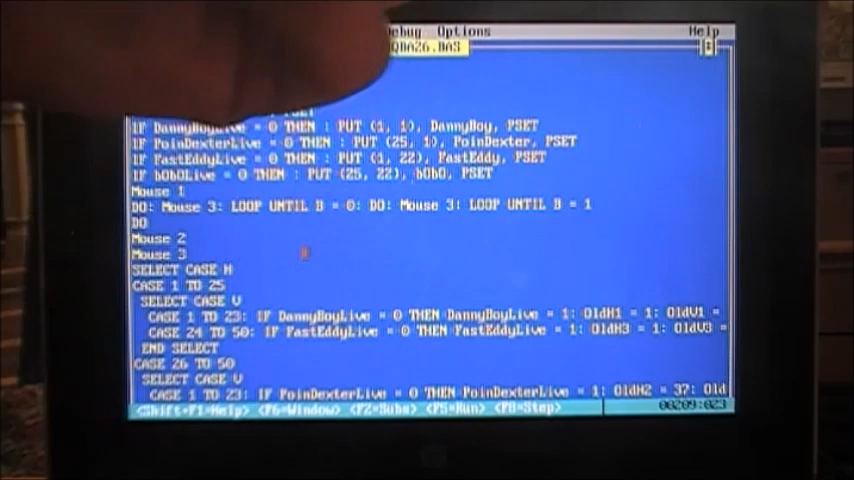 Debug Options Help
QBA26.BAS
PSET
IF DannyBoyLive = 0 THEN : PUT (1, 1), DannyBoy, PSET
IF PoinDexterLive = 0 THEN : PUT (25, 1), PoinDexter, PSET
IF FastEddyLive = 0 THEN : PUT (1, 22), FastEddy, PSET
IF bObOLive = 0 THEN : PUT (25, 22), bObO, PSET
Mouse 1
DO: Mouse 3: LOOP UNTIL B = 0: DO: Mouse 3: LOOP UNTIL B = 1
DO
Mouse 2
Mouse 3
SELECT CASE H
CASE 1 TO 25
SELECT CASE V
CASE 1 TO 23: IF DannyBoyLive = 0 THEN DannyBoyLive = 1: OldH1 = 1: OldV1 =
CASE 24 TO 50: IF FastEddyLive = 0 THEN FastEddyLive = 1: OldH3 = 1: OldV3 =
END SELECT
CASE 26 TO 50
SELECT CASE V
CASE 1 TO 23: IF PoinDexterLive = 0 THEN PoinDexterLive = 1: OldH2 = 37: Old
<Shift+F1=Help> <F6=Window> <F2=Subs> <F5=Run> <F8=Step> 00209:023